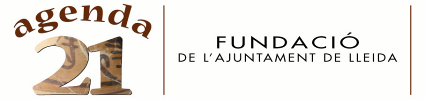 agenda
21
FUNDACIÓ
DE L'AJUNTAMENT DE LLEIDA